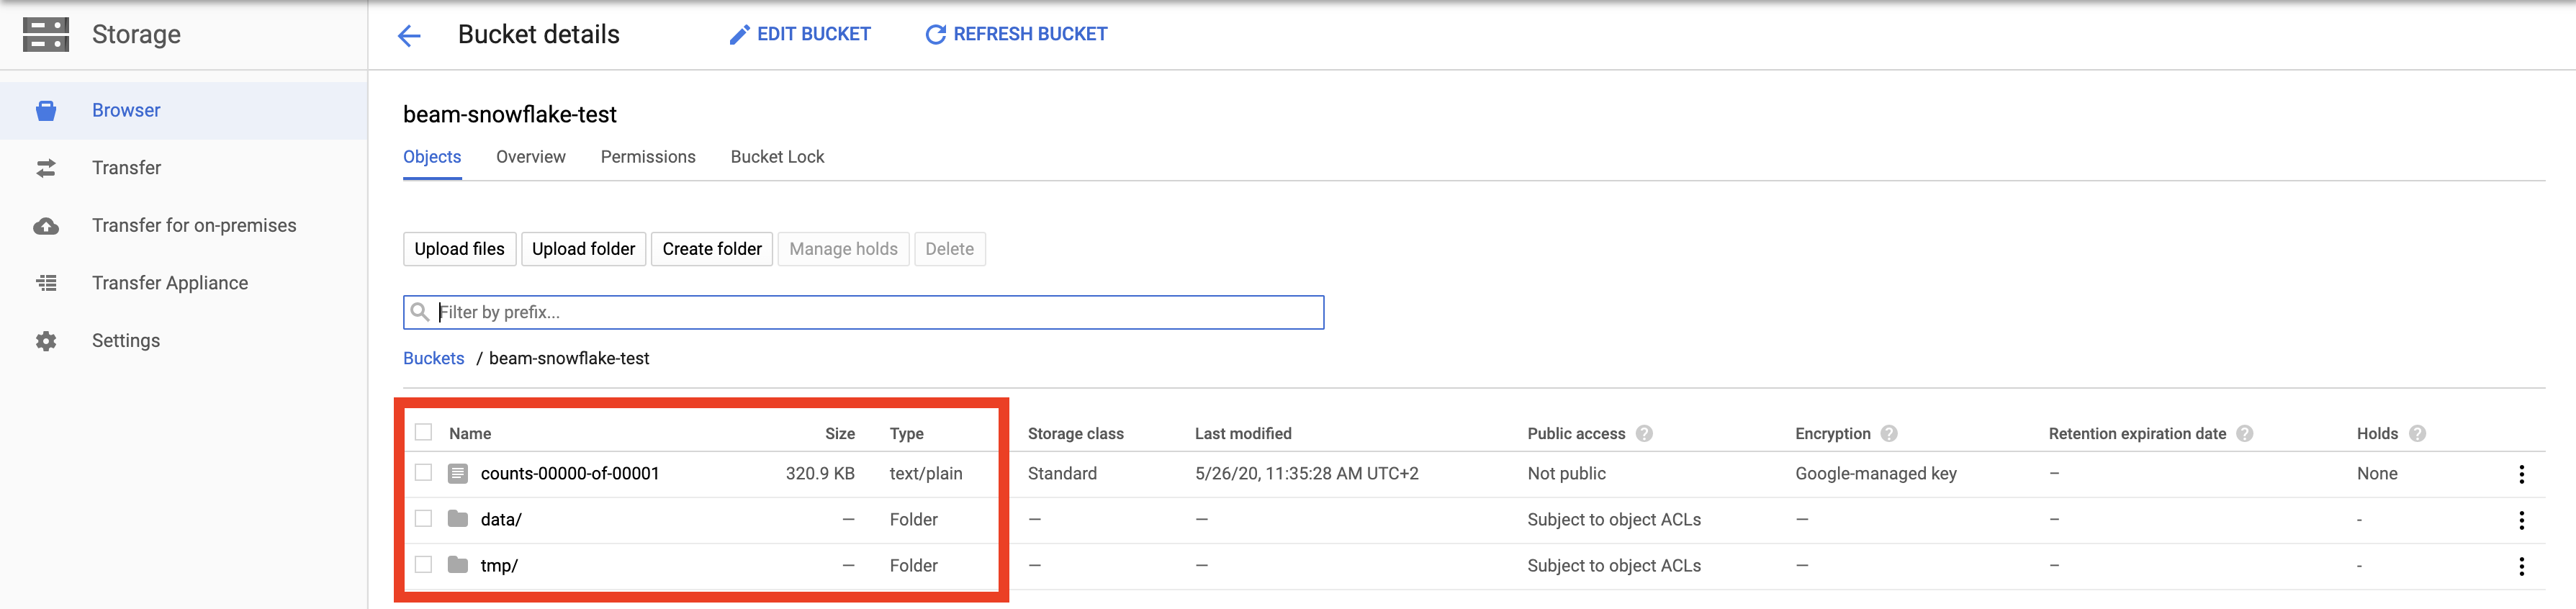 Storage
Bucket details
EDIT BUCKET
REFRESH BUCKET
Browser
Transfer
Transfer for on-premises
Transfer Appliance
Settings
beam-snowflake-test
Objects Overview Permissions Bucket Lock
Upload files Upload folder Create folder Manage holds Delete
Filter by prefix...
Buckets / beam-snowflake-test
Name Size Type Storage class Last modified Public access ? Encryption ? Retention expiration date ? Holds ?
counts-00000-of-00001 320.9 KB text/plain Standard 5/26/20, 11:35:28 AM UTC+2 Not public Google-managed key – None
data/ — Folder — — Subject to object ACLs — – -
tmp/ — Folder — — Subject to object ACLs — – -